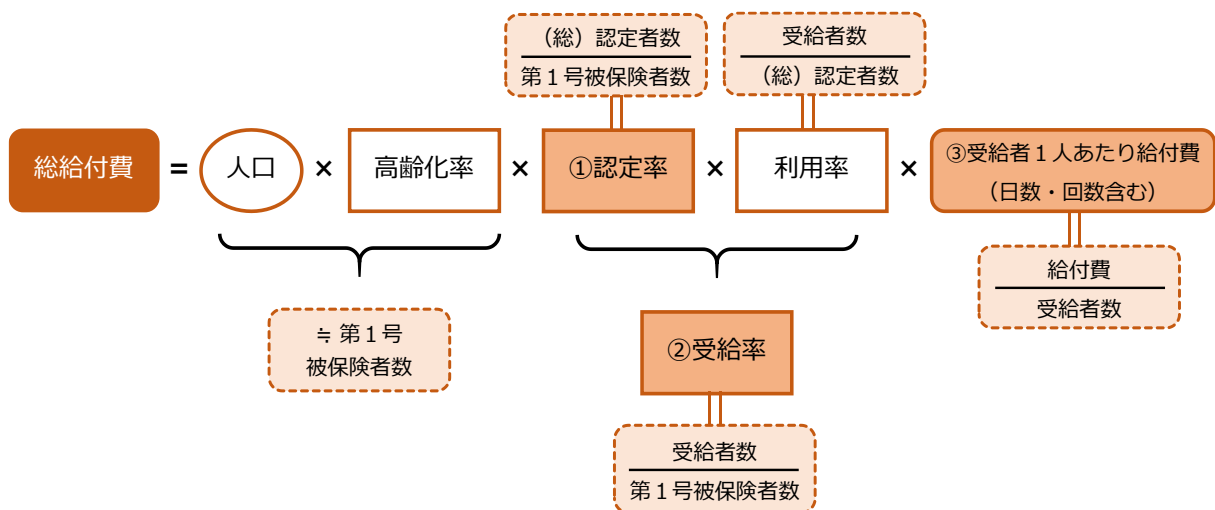 （総）認定者数
第１号被保険者数
受給者数
（総）認定者数
総給付費
=
人口
×
高齢化率
×
①認定率
×
利用率
×
③受給者１人あたり給付費
（日数・回数含む）
給付費
受給者数
≒ 第１号
被保険者数
②受給率
受給者数
第１号被保険者数